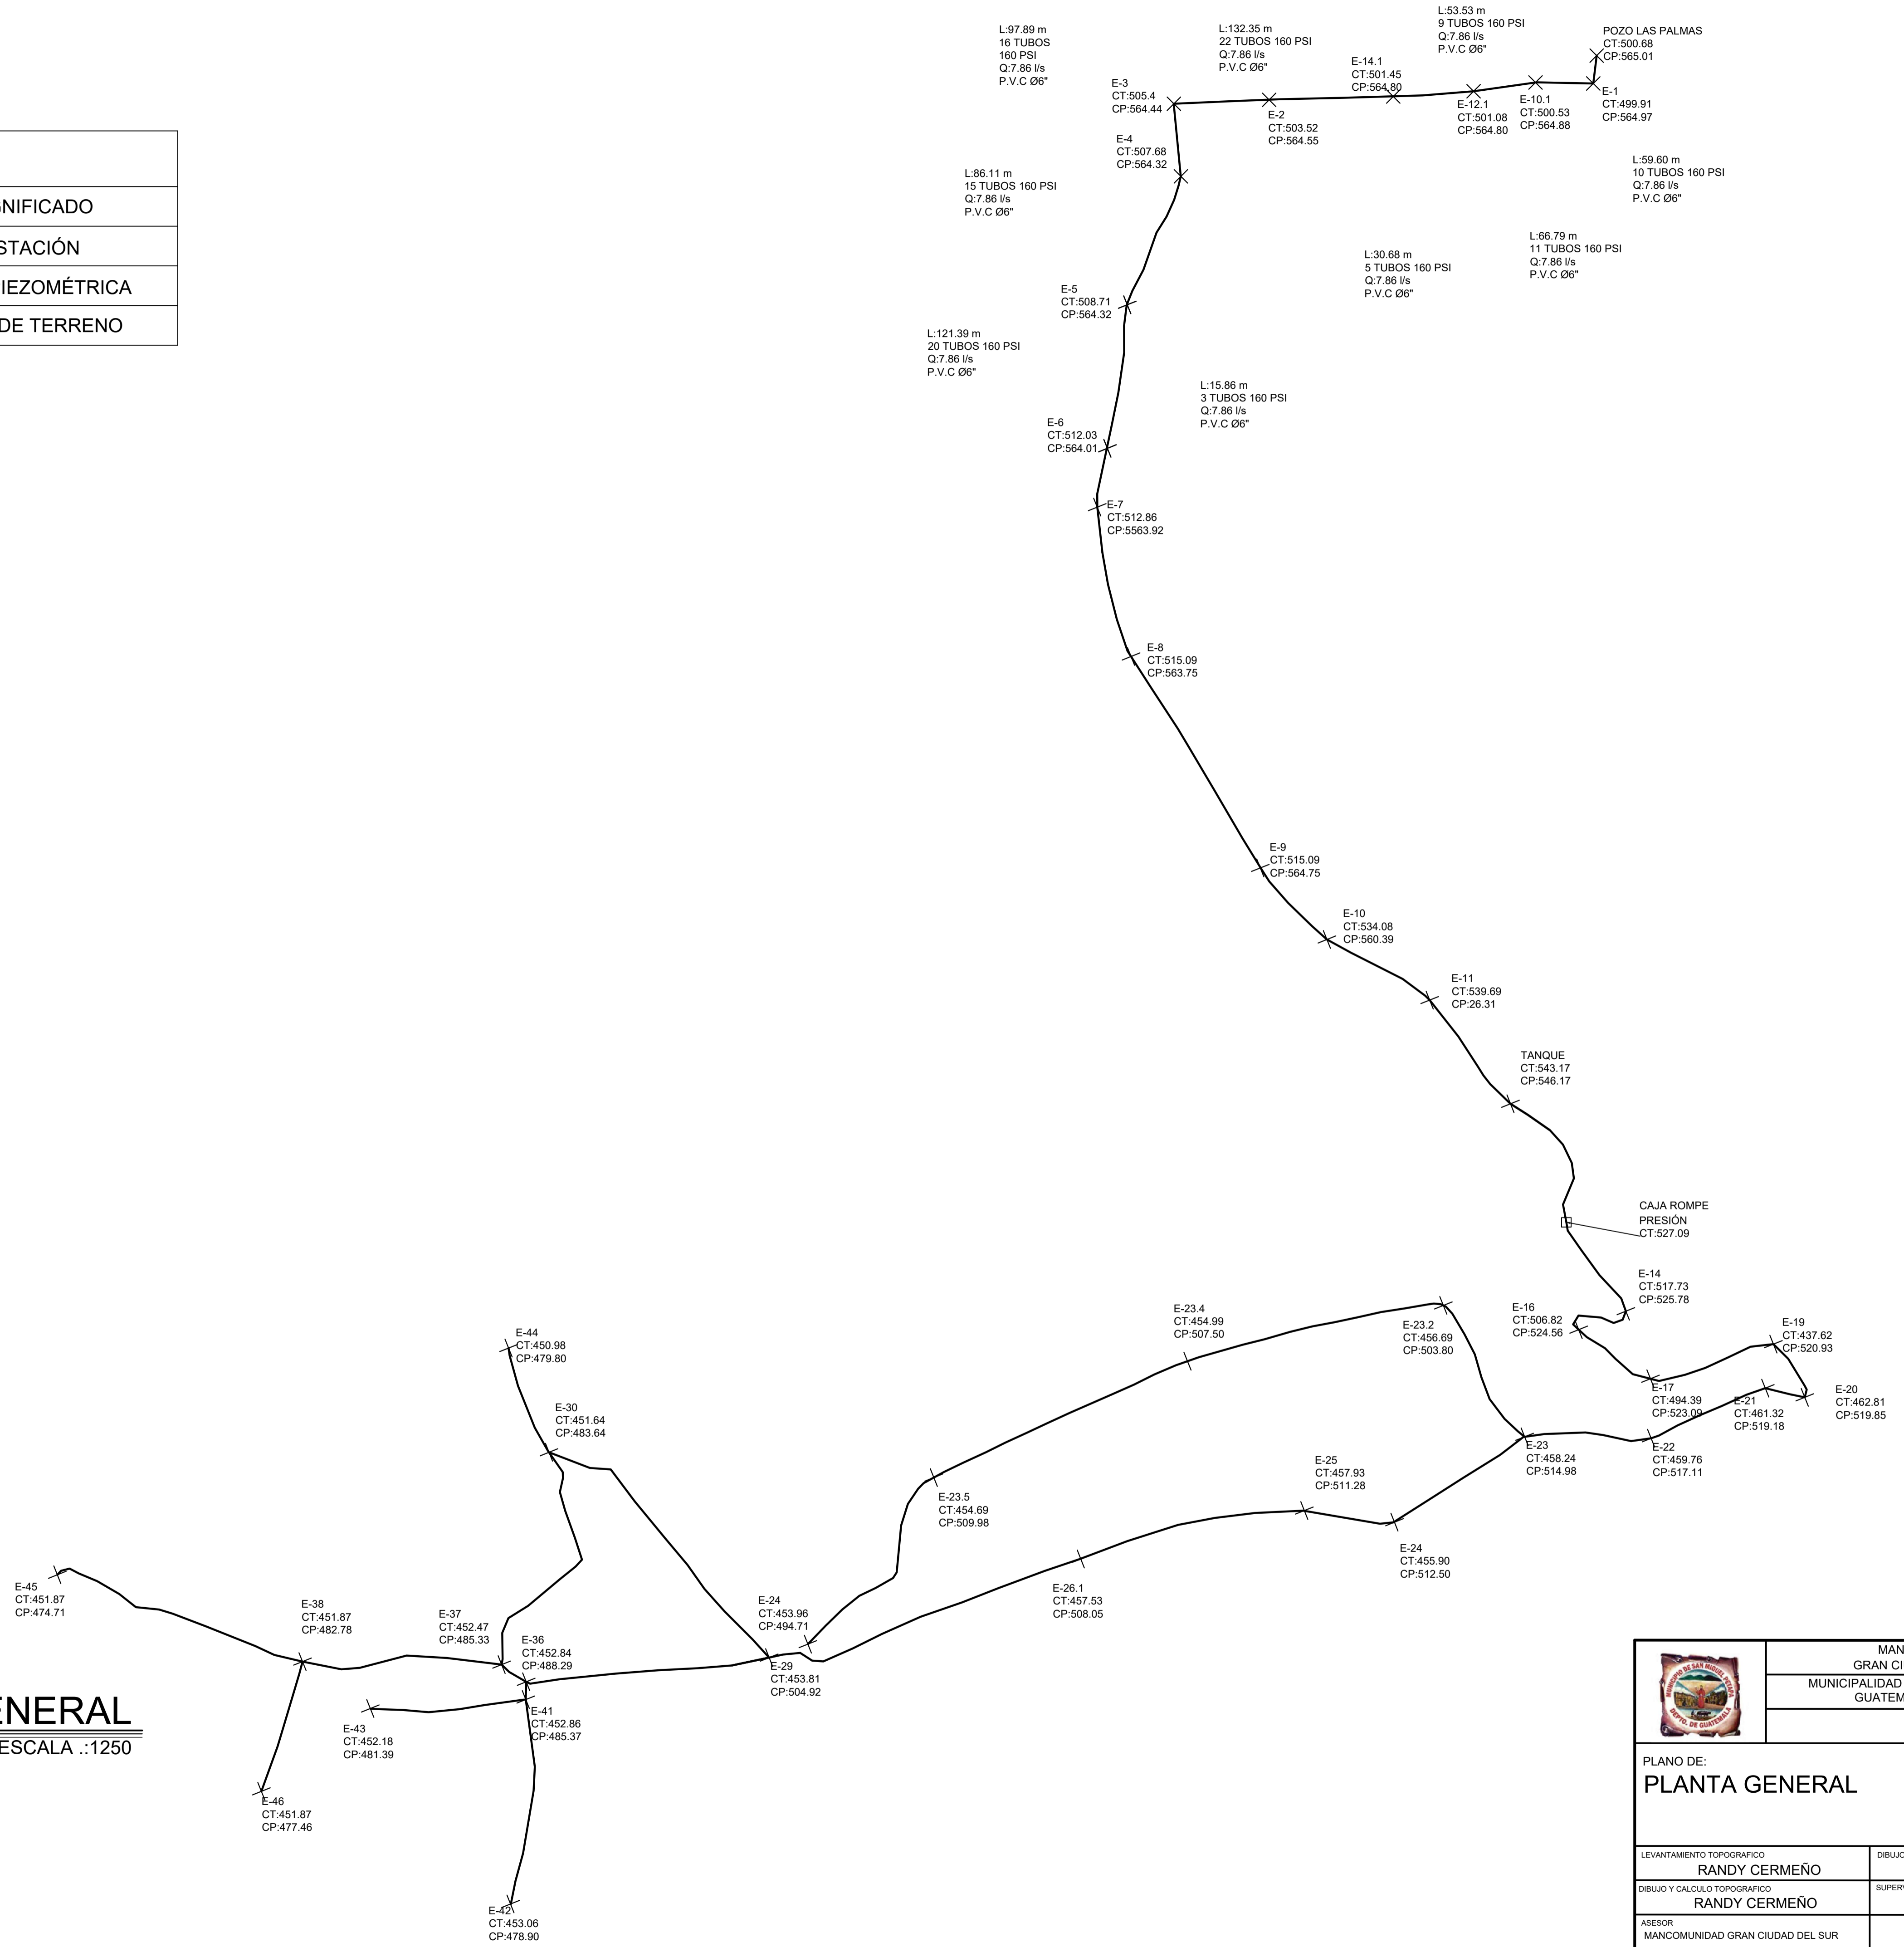 L:97.89 m
16 TUBOS
160 PSI
Q:7.86 l/s
P.V.C Ø6"
L:132.35 m
22 TUBOS 160 PSI
Q:7.86 l/s
P.V.C Ø6"
L:53.53 m
9 TUBOS 160 PSI
Q:7.86 l/s
P.V.C Ø6"
POZO LAS PALMAS
CT:500.68
CP:565.01
E-14.1
CT:501.45
CP:564.80
E-3
CT:505.4
CP:564.44
E-2
CT:503.52
CP:564.55
E-12.1
CT:501.08
CP:564.80
E-10.1
CT:500.53
CP:564.88
E-1
CT:499.91
CP:564.97
E-4
CT:507.68
CP:564.32
L:86.11 m
15 TUBOS 160 PSI
Q:7.86 l/s
P.V.C Ø6"
L:59.60 m
10 TUBOS 160 PSI
Q:7.86 l/s
P.V.C Ø6"
L:66.79 m
11 TUBOS 160 PSI
Q:7.86 l/s
P.V.C Ø6"
L:30.68 m
5 TUBOS 160 PSI
Q:7.86 l/s
P.V.C Ø6"
GNIFICADO
STACIÓN
IEZOMÉTRICA
DE TERRENO
E-5
CT:508.71
CP:564.32
L:121.39 m
20 TUBOS 160 PSI
Q:7.86 l/s
P.V.C Ø6"
L:15.86 m
3 TUBOS 160 PSI
Q:7.86 l/s
P.V.C Ø6"
E-6
CT:512.03
CP:564.01
E-7
CT:512.86
CP:5563.92
E-8
CT:515.09
CP:563.75
E-9
CT:515.09
CP:564.75
E-10
CT:534.08
CP:560.39
E-11
CT:539.69
CP:26.31
TANQUE
CT:543.17
CP:546.17
CAJA ROMPE
PRESIÓN
CT:527.09
E-14
CT:517.73
CP:525.78
E-16
CT:506.82
CP:524.56
E-19
CT:437.62
CP:520.93
E-17
CT:494.39
CP:523.09
E-21
CT:461.32
CP:519.18
E-20
CT:462.81
CP:519.85
E-22
CT:459.76
CP:517.11
E-23
CT:458.24
CP:514.98
E-23.2
CT:456.69
CP:503.80
E-23.4
CT:454.99
CP:507.50
E-23.5
CT:454.69
CP:509.98
E-25
CT:457.93
CP:511.28
E-24
CT:455.90
CP:512.50
E-26.1
CT:457.53
CP:508.05
E-44
CT:450.98
CP:479.80
E-30
CT:451.64
CP:483.64
E-24
CT:453.96
CP:494.71
E-29
CT:453.81
CP:504.92
E-45
CT:451.87
CP:474.71
E-38
CT:451.87
CP:482.78
E-37
CT:452.47
CP:485.33
E-36
CT:452.84
CP:488.29
E-41
CT:452.86
CP:485.37
E-43
CT:452.18
CP:481.39
E-46
CT:451.87
CP:477.46
E-42
CT:453.06
CP:478.90
ENERAL
ESCALA .:1250
MUNICIPIO DE SAN MIGUEL PETAPA
DEPTO. DE GUATEMALA
MAN
GRAN CI
MUNICIPALIDAD
GUATEM
PLANO DE:
PLANTA GENERAL
LEVANTAMIENTO TOPOGRAFICO
RANDY CERMEÑO
DIBUJO
DIBUJO Y CALCULO TOPOGRAFICO
RANDY CERMEÑO
SUPERV
ASESOR
MANCOMUNIDAD GRAN CIUDAD DEL SUR